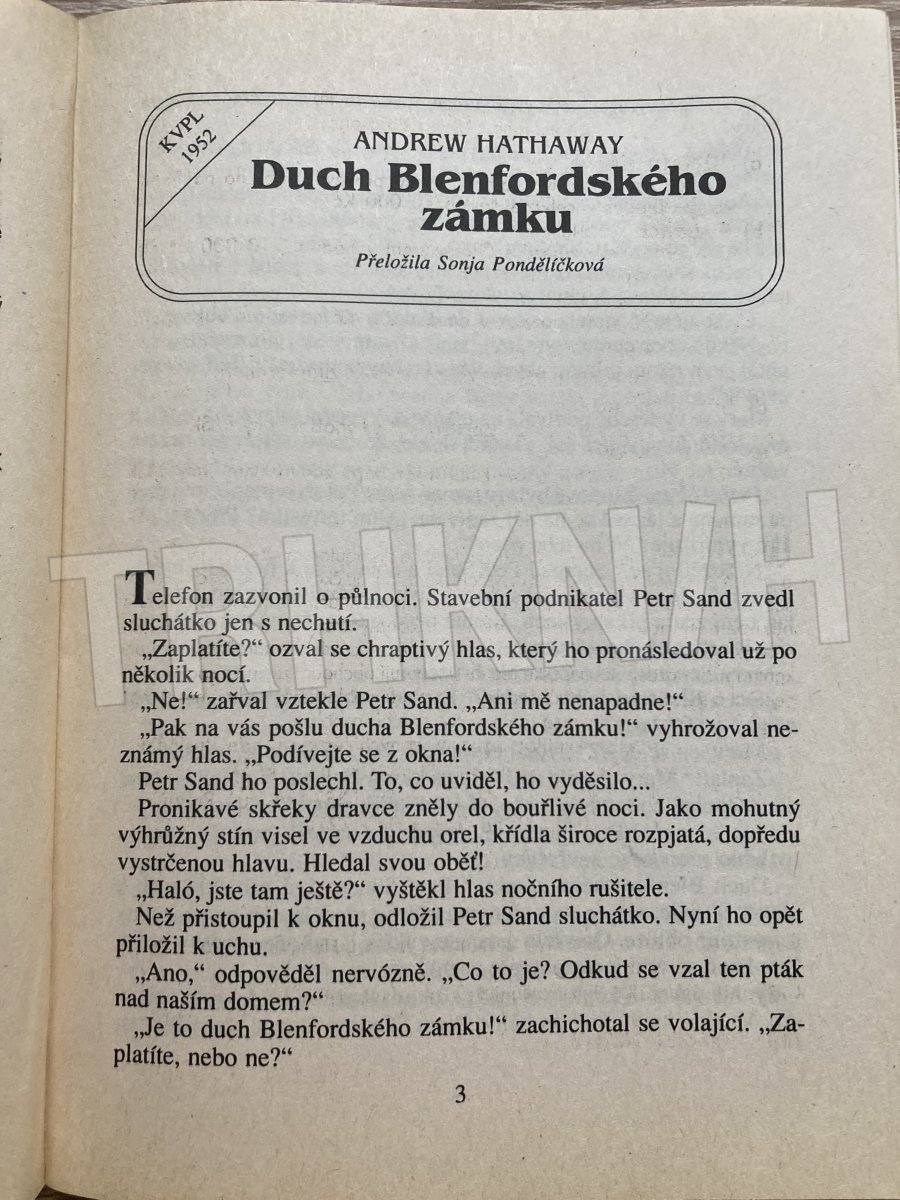 KVPL
1952
ANDREW HATHAWAY
Duch Blenfordského
zámku
Přeložila Sonja Pondělíčková
Telefon zazvonil o půlnoci. Stavební podnikatel Petr Sand zvedl
sluchátko jen s nechutí.
„Zaplatíte?“ ozval se chraptivý hlas, který ho pronásledoval už po
několik nocí.
„Ne!“ zařval vztekle Petr Sand. „Ani mě nenapadne!“
„Pak na vás pošlu ducha Blenfordského zámku!“ vyhrožoval ne-
známý hlas. „Podívejte se z okna!“
Petr Sand ho poslechl. To, co uviděl, ho vyděsilo...
Pronikavé skřeky dravce zněly do bouřlivé noci. Jako mohutný
výhrůžný stín visel ve vzduchu orel, křídla široce rozpjatá, dopředu
vystrčenou hlavu. Hledal svou oběť!
„Haló, jste tam ještě?“ vyštěkl hlas nočního rušitele.
Než přistoupil k oknu, odložil Petr Sand sluchátko. Nyní ho opět
přiložil k uchu.
„Ano,“ odpověděl nervózně. „Co to je? Odkud se vzal ten pták
nad naším domem?“
„Je to duch Blenfordského zámku!“ zachichotal se volající. „Za-
platíte, nebo ne?“
3